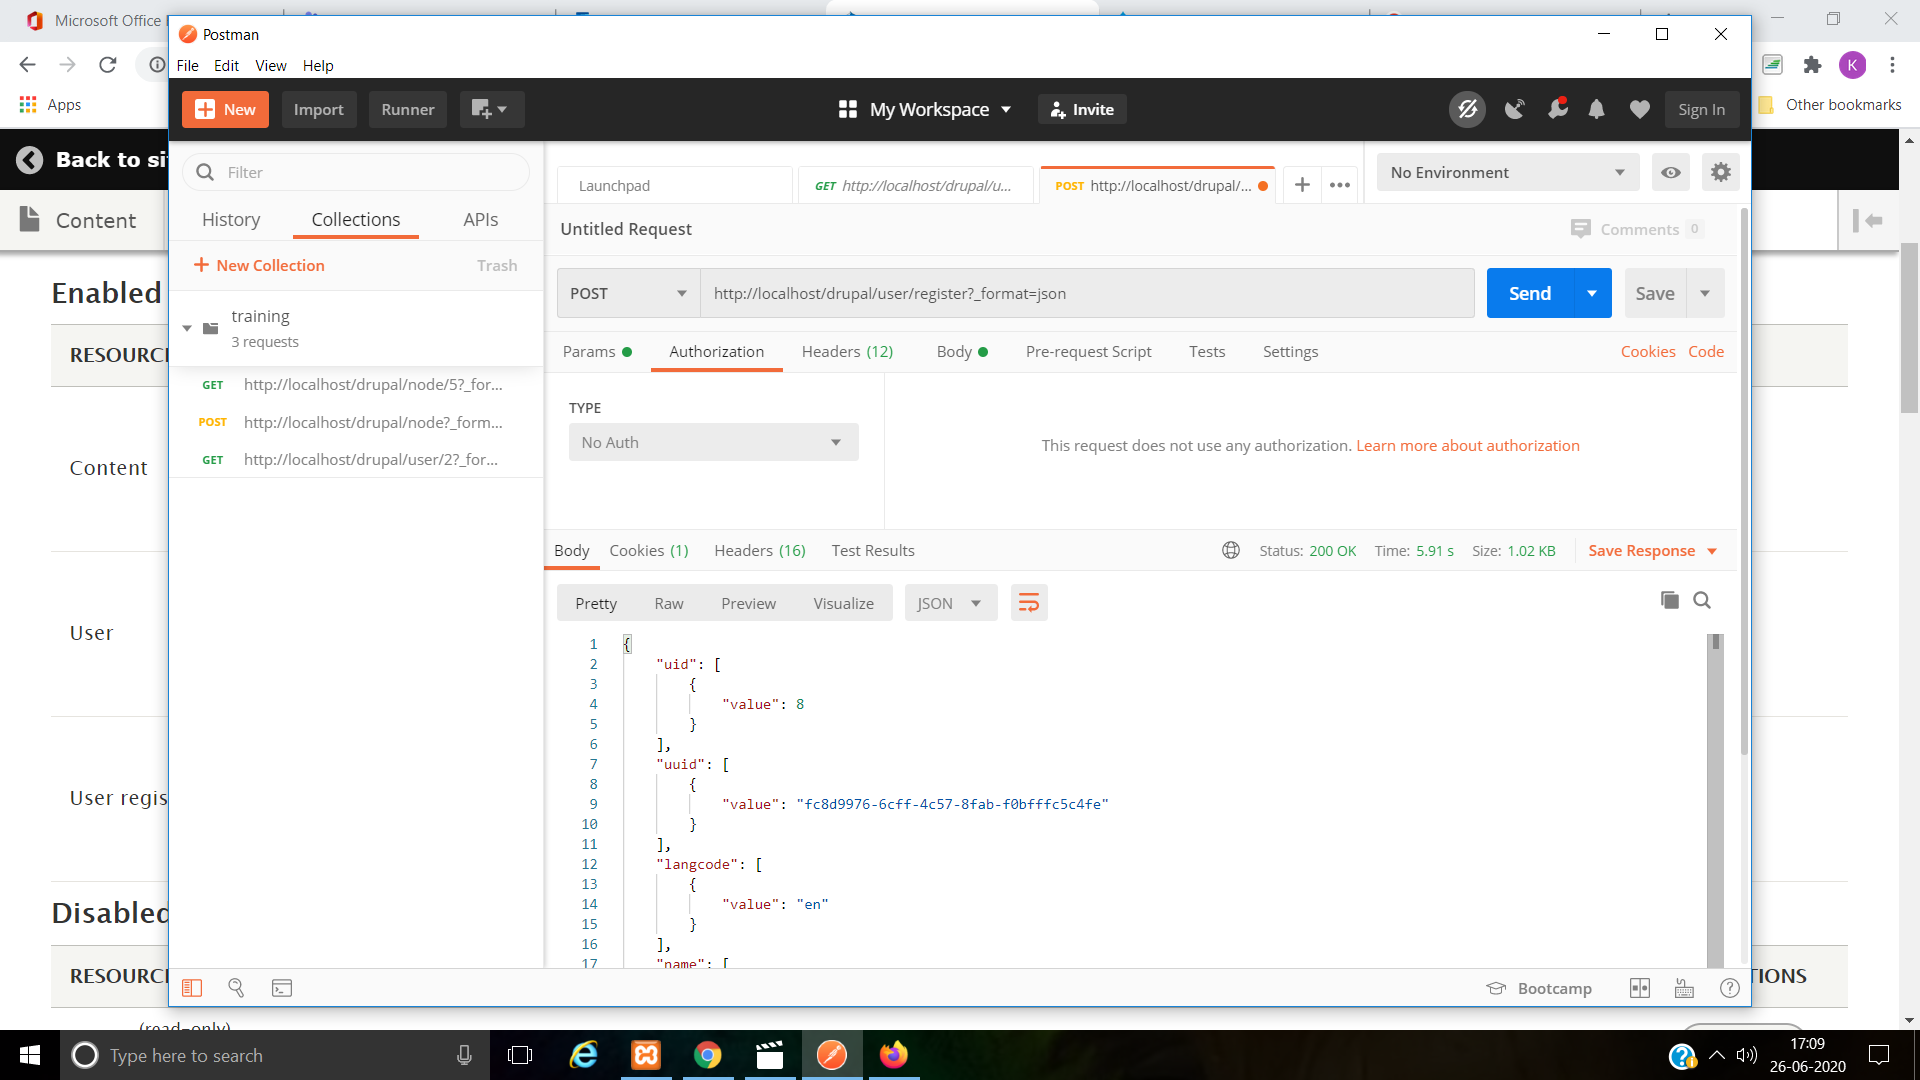 Microsoft Office
Postman
File Edit View Help
K
Apps
Other bookmarks
New Import Runner My Workspace Invite Sign In
Back to si
Filter
Launchpad GET http://localhost/drupal/u... POST http://localhost/drupal/... No Environment
Content
History Collections APIs
Untitled Request Comments 0
New Collection Trash
Enabled
POST http://localhost/drupal/user/register?_format=json Send Save
training
3 requests
RESOURC
Params Authorization Headers (12) Body Pre-request Script Tests Settings Cookies Code
GET http://localhost/drupal/node/5?_for...
POST http://localhost/drupal/node?_form...
GET http://localhost/drupal/user/2?_for...
TYPE
No Auth
This request does not use any authorization. Learn more about authorization
Content
Body Cookies (1) Headers (16) Test Results Status: 200 OK Time: 5.91 s Size: 1.02 KB Save Response
Pretty Raw Preview Visualize JSON
User
1 {
2 "uid": [
3 {
4 "value": 8
5 }
6 ],
7 "uuid": [
8 {
9 "value": "fc8d9976-6cff-4c57-8fab-f0bfffc5c4fe"
10 }
11 ],
12 "langcode": [
13 {
14 "value": "en"
15 }
16 ],
17 "name": [
User regis
Disabled
RESOURC
TIONS
Bootcamp
(read-only)
Type here to search
17:09
26-06-2020